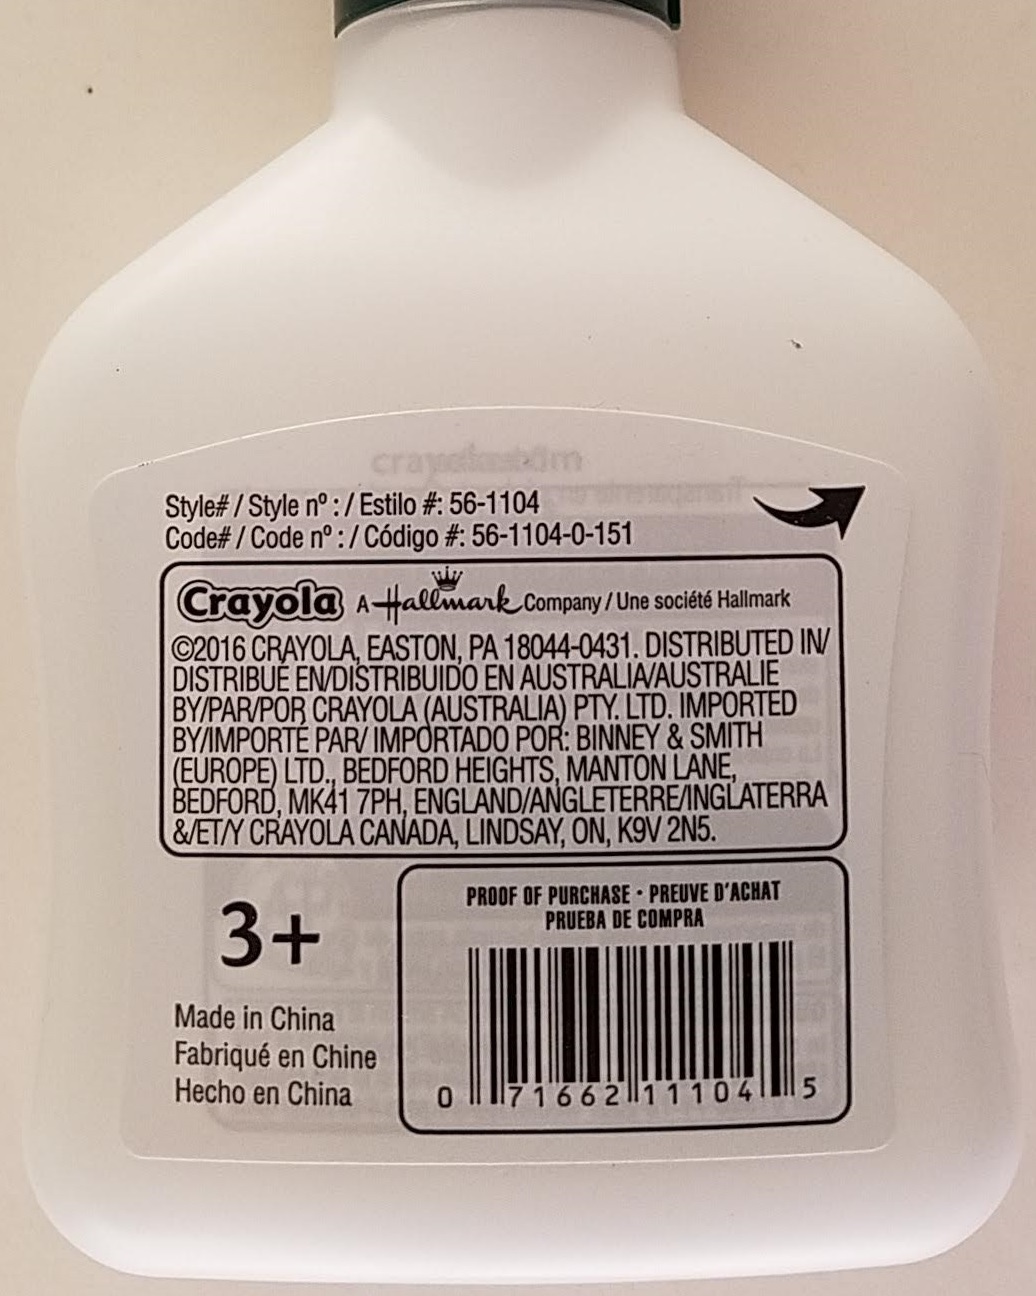 Style# / Style nº : / Estilo #: 56-1104
Code# / Code nº : / Código #: 56-1104-0-151
Crayola A Hallmark Company / Une société Hallmark
©2016 CRAYOLA, EASTON, PA 18044-0431. DISTRIBUTED IN/
DISTRIBUÉ EN/DISTRIBUIDO EN AUSTRALIA/AUSTRALIE
BY/PAR/POR CRAYOLA (AUSTRALIA) PTY. LTD. IMPORTED
BY/IMPORTÉ PAR/ IMPORTADO POR: BINNEY & SMITH
(EUROPE) LTD., BEDFORD HEIGHTS, MANTON LANE,
BEDFORD, MK41 7PH, ENGLAND/ANGLETERRE/INGLATERRA
&/ET/Y CRAYOLA CANADA, LINDSAY, ON, K9V 2N5.
3+
Made in China
Fabriqué en Chine
Hecho en China
PROOF OF PURCHASE • PREUVE D'ACHAT
PRUEBA DE COMPRA
0 71662 11104 5